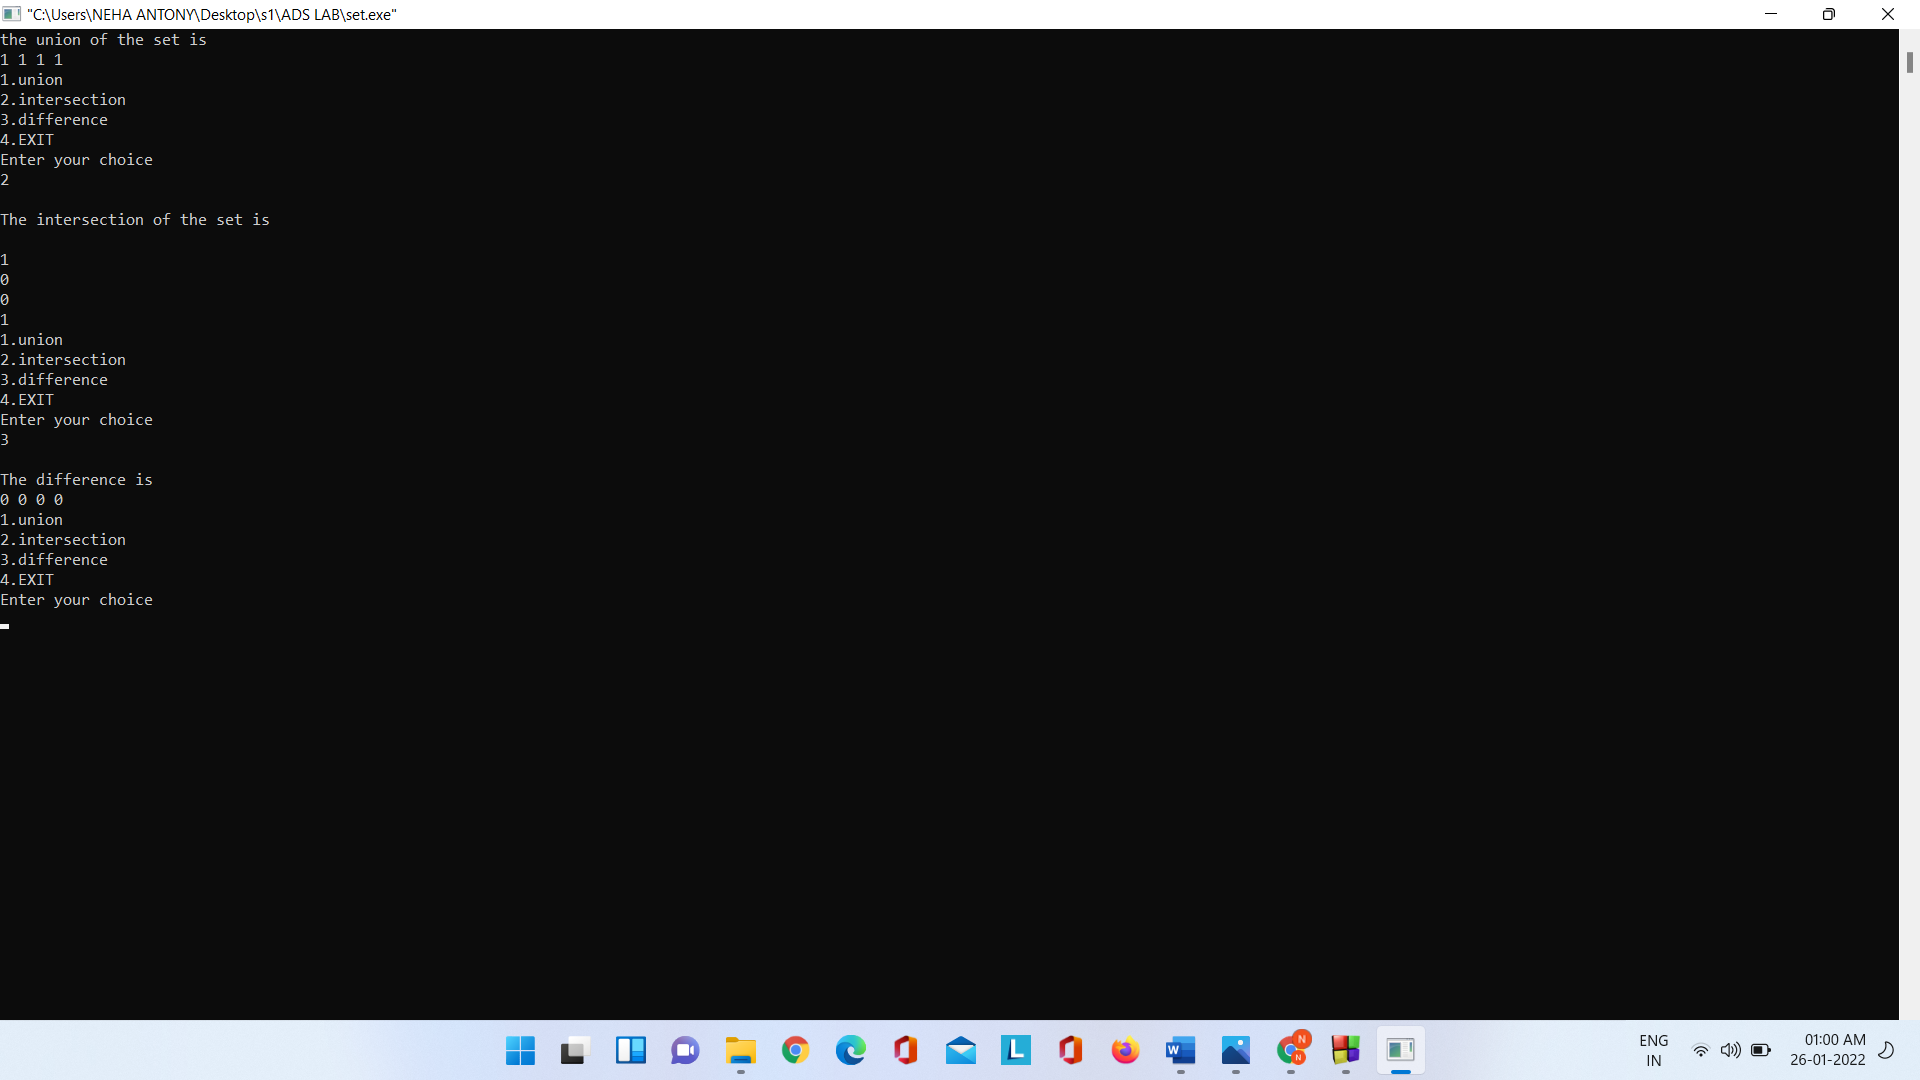 "C:\Users\NEHA ANTONY\Desktop\s1\ADS LAB\set.exe"
the union of the set is
1 1 1 1
1.union
2.intersection
3.difference
4.EXIT
Enter your choice
2
The intersection of the set is
1
0
0
1
1.union
2.intersection
3.difference
4.EXIT
Enter your choice
3
The difference is
0 0 0 0
1.union
2.intersection
3.difference
4.EXIT
Enter your choice
L
W
N
N
ENG
IN
01:00 AM
26-01-2022